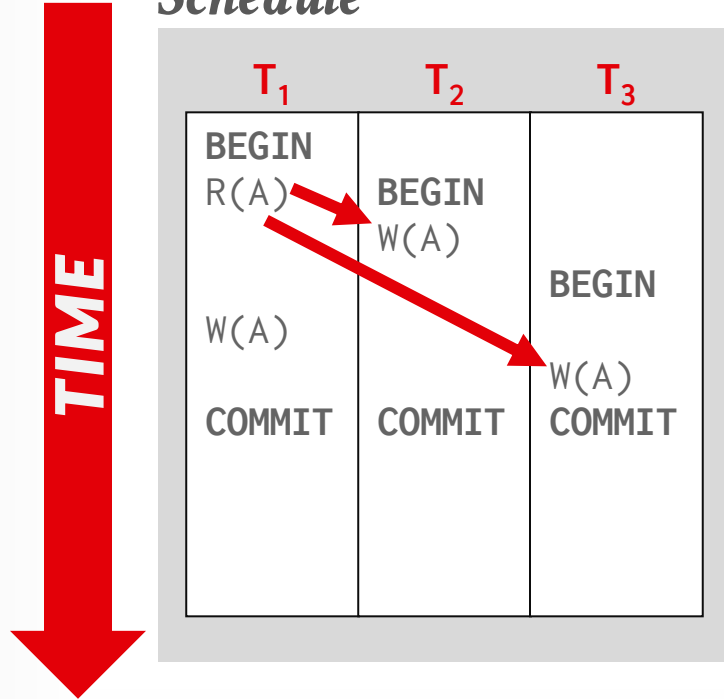 Schedule
TIME
T₁ T₂ T₃
BEGIN
R(A) BEGIN
W(A)
BEGIN
W(A)
W(A)
COMMIT COMMIT COMMIT